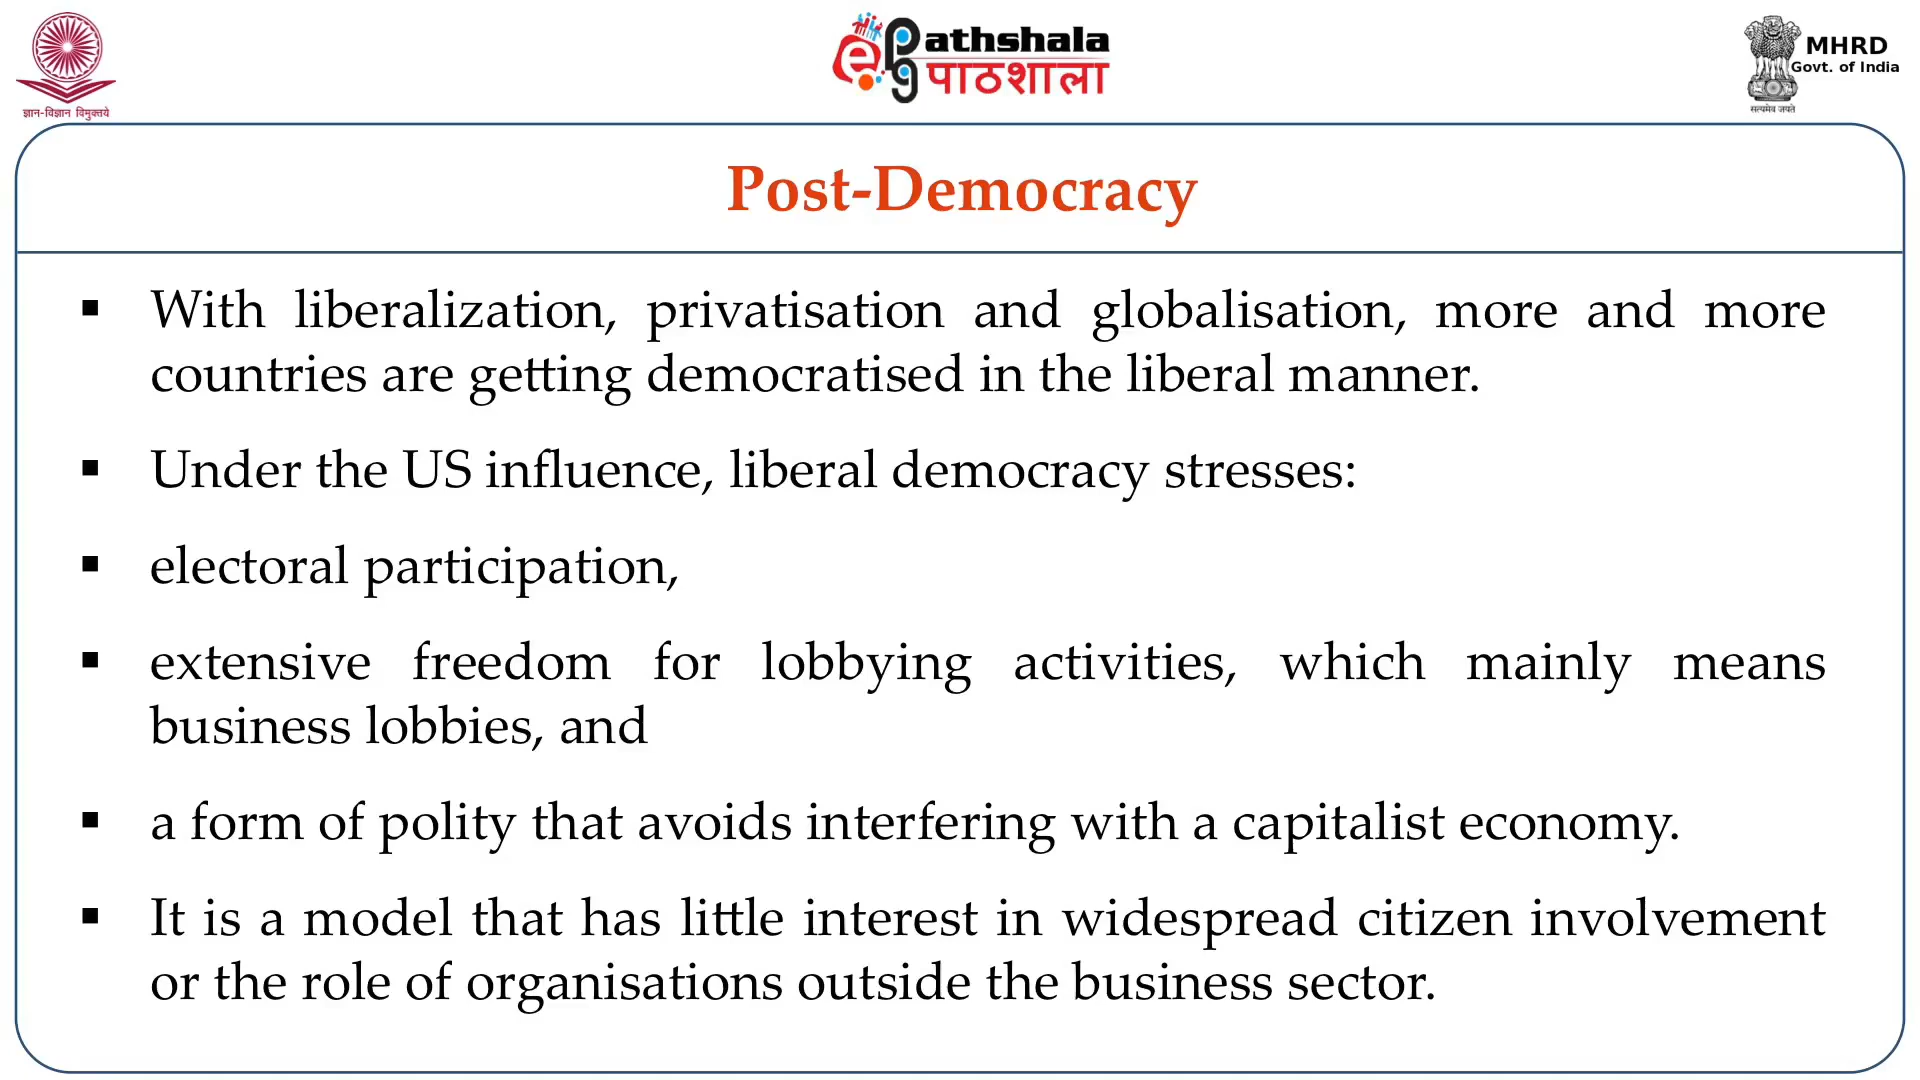 ज्ञान-विज्ञान विमुक्तये
ePG Pathshala
पाठशाला
MHRD
Govt. of India
सत्यमेव जयते
Post-Democracy
▪ With liberalization, privatisation and globalisation, more and more
countries are getting democratised in the liberal manner.
▪ Under the US influence, liberal democracy stresses:
▪ electoral participation,
▪ extensive freedom for lobbying activities, which mainly means
business lobbies, and
▪ a form of polity that avoids interfering with a capitalist economy.
▪ It is a model that has little interest in widespread citizen involvement
or the role of organisations outside the business sector.